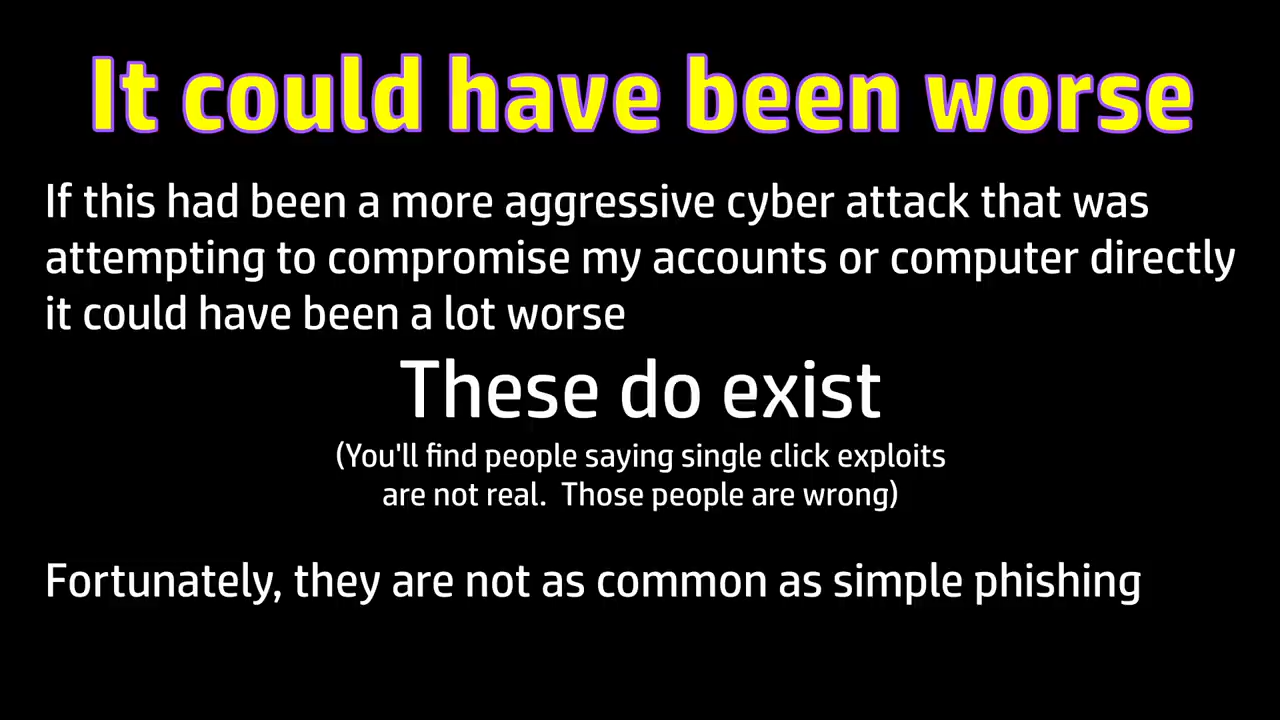 It could have been worse
If this had been a more aggressive cyber attack that was
attempting to compromise my accounts or computer directly
it could have been a lot worse
These do exist
(You'll find people saying single click exploits
are not real.  Those people are wrong)
Fortunately, they are not as common as simple phishing